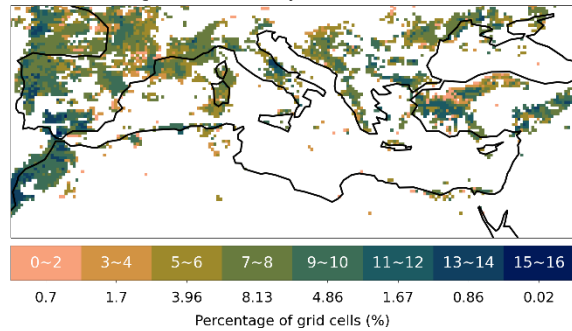 0~2 3~4 5~6 7~8 9~10 11~12 13~14 15~16
0.7 1.7 3.96 8.13 4.86 1.67 0.86 0.02
Percentage of grid cells (%)